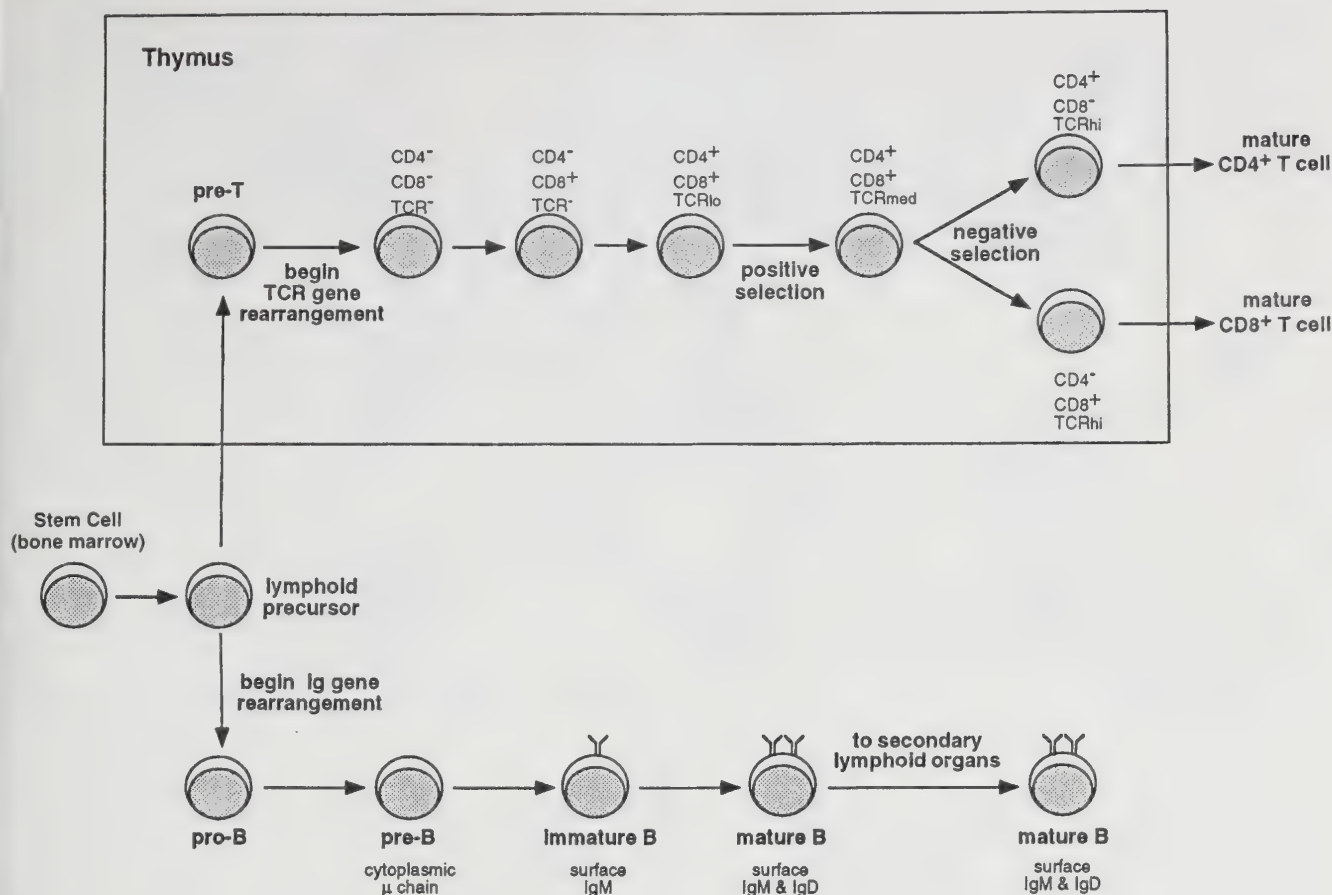 Thymus
pre-T
begin
TCR gene
rearrangement
CD4⁻
CD8⁻
TCR⁻
CD4⁻
CD8⁺
TCR⁻
CD4⁺
CD8⁺
TCRlo
positive
selection
CD4⁺
CD8⁺
TCRmed
negative
selection
CD4⁺
CD8⁻
TCRhi
mature
CD4⁺ T cell
CD4⁻
CD8⁺
TCRhi
mature
CD8⁺ T cell
Stem Cell
(bone marrow)
lymphoid
precursor
begin Ig gene
rearrangement
pro-B
pre-B
cytoplasmic
μ chain
immature B
surface
IgM
mature B
surface
IgM & IgD
to secondary
lymphoid organs
mature B
surface
IgM & IgD